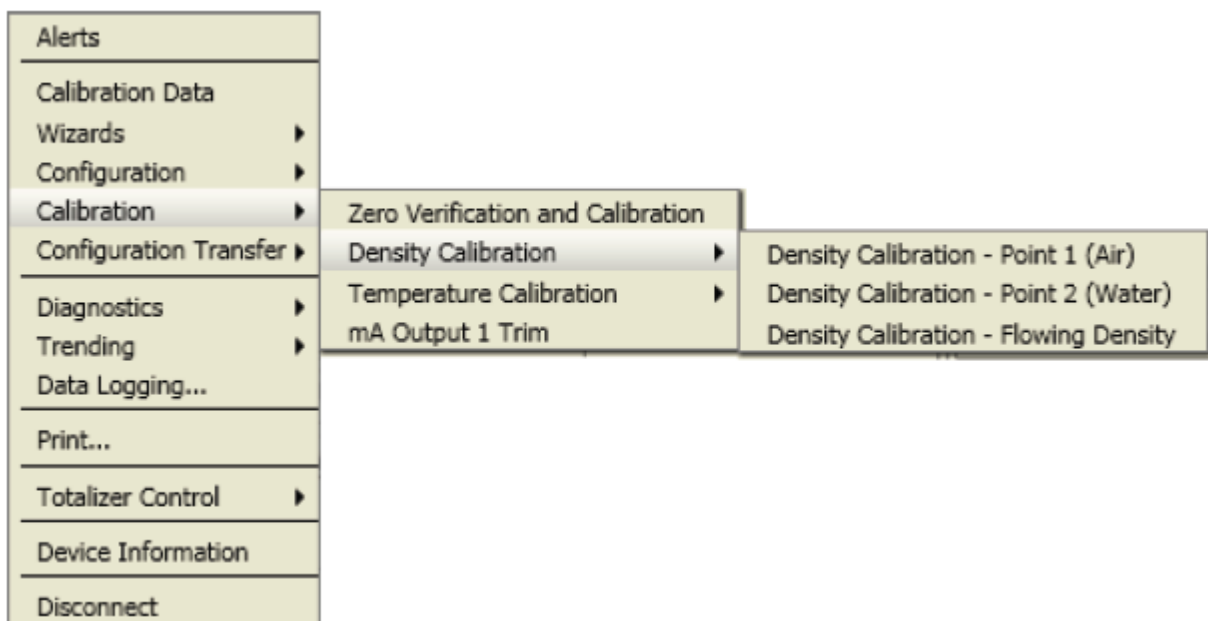 Alerts
Calibration Data
Wizards
Configuration
Calibration
Configuration Transfer
Diagnostics
Trending
Data Logging...
Print...
Totalizer Control
Device Information
Disconnect
Zero Verification and Calibration
Density Calibration
Temperature Calibration
mA Output 1 Trim
Density Calibration - Point 1 (Air)
Density Calibration - Point 2 (Water)
Density Calibration - Flowing Density